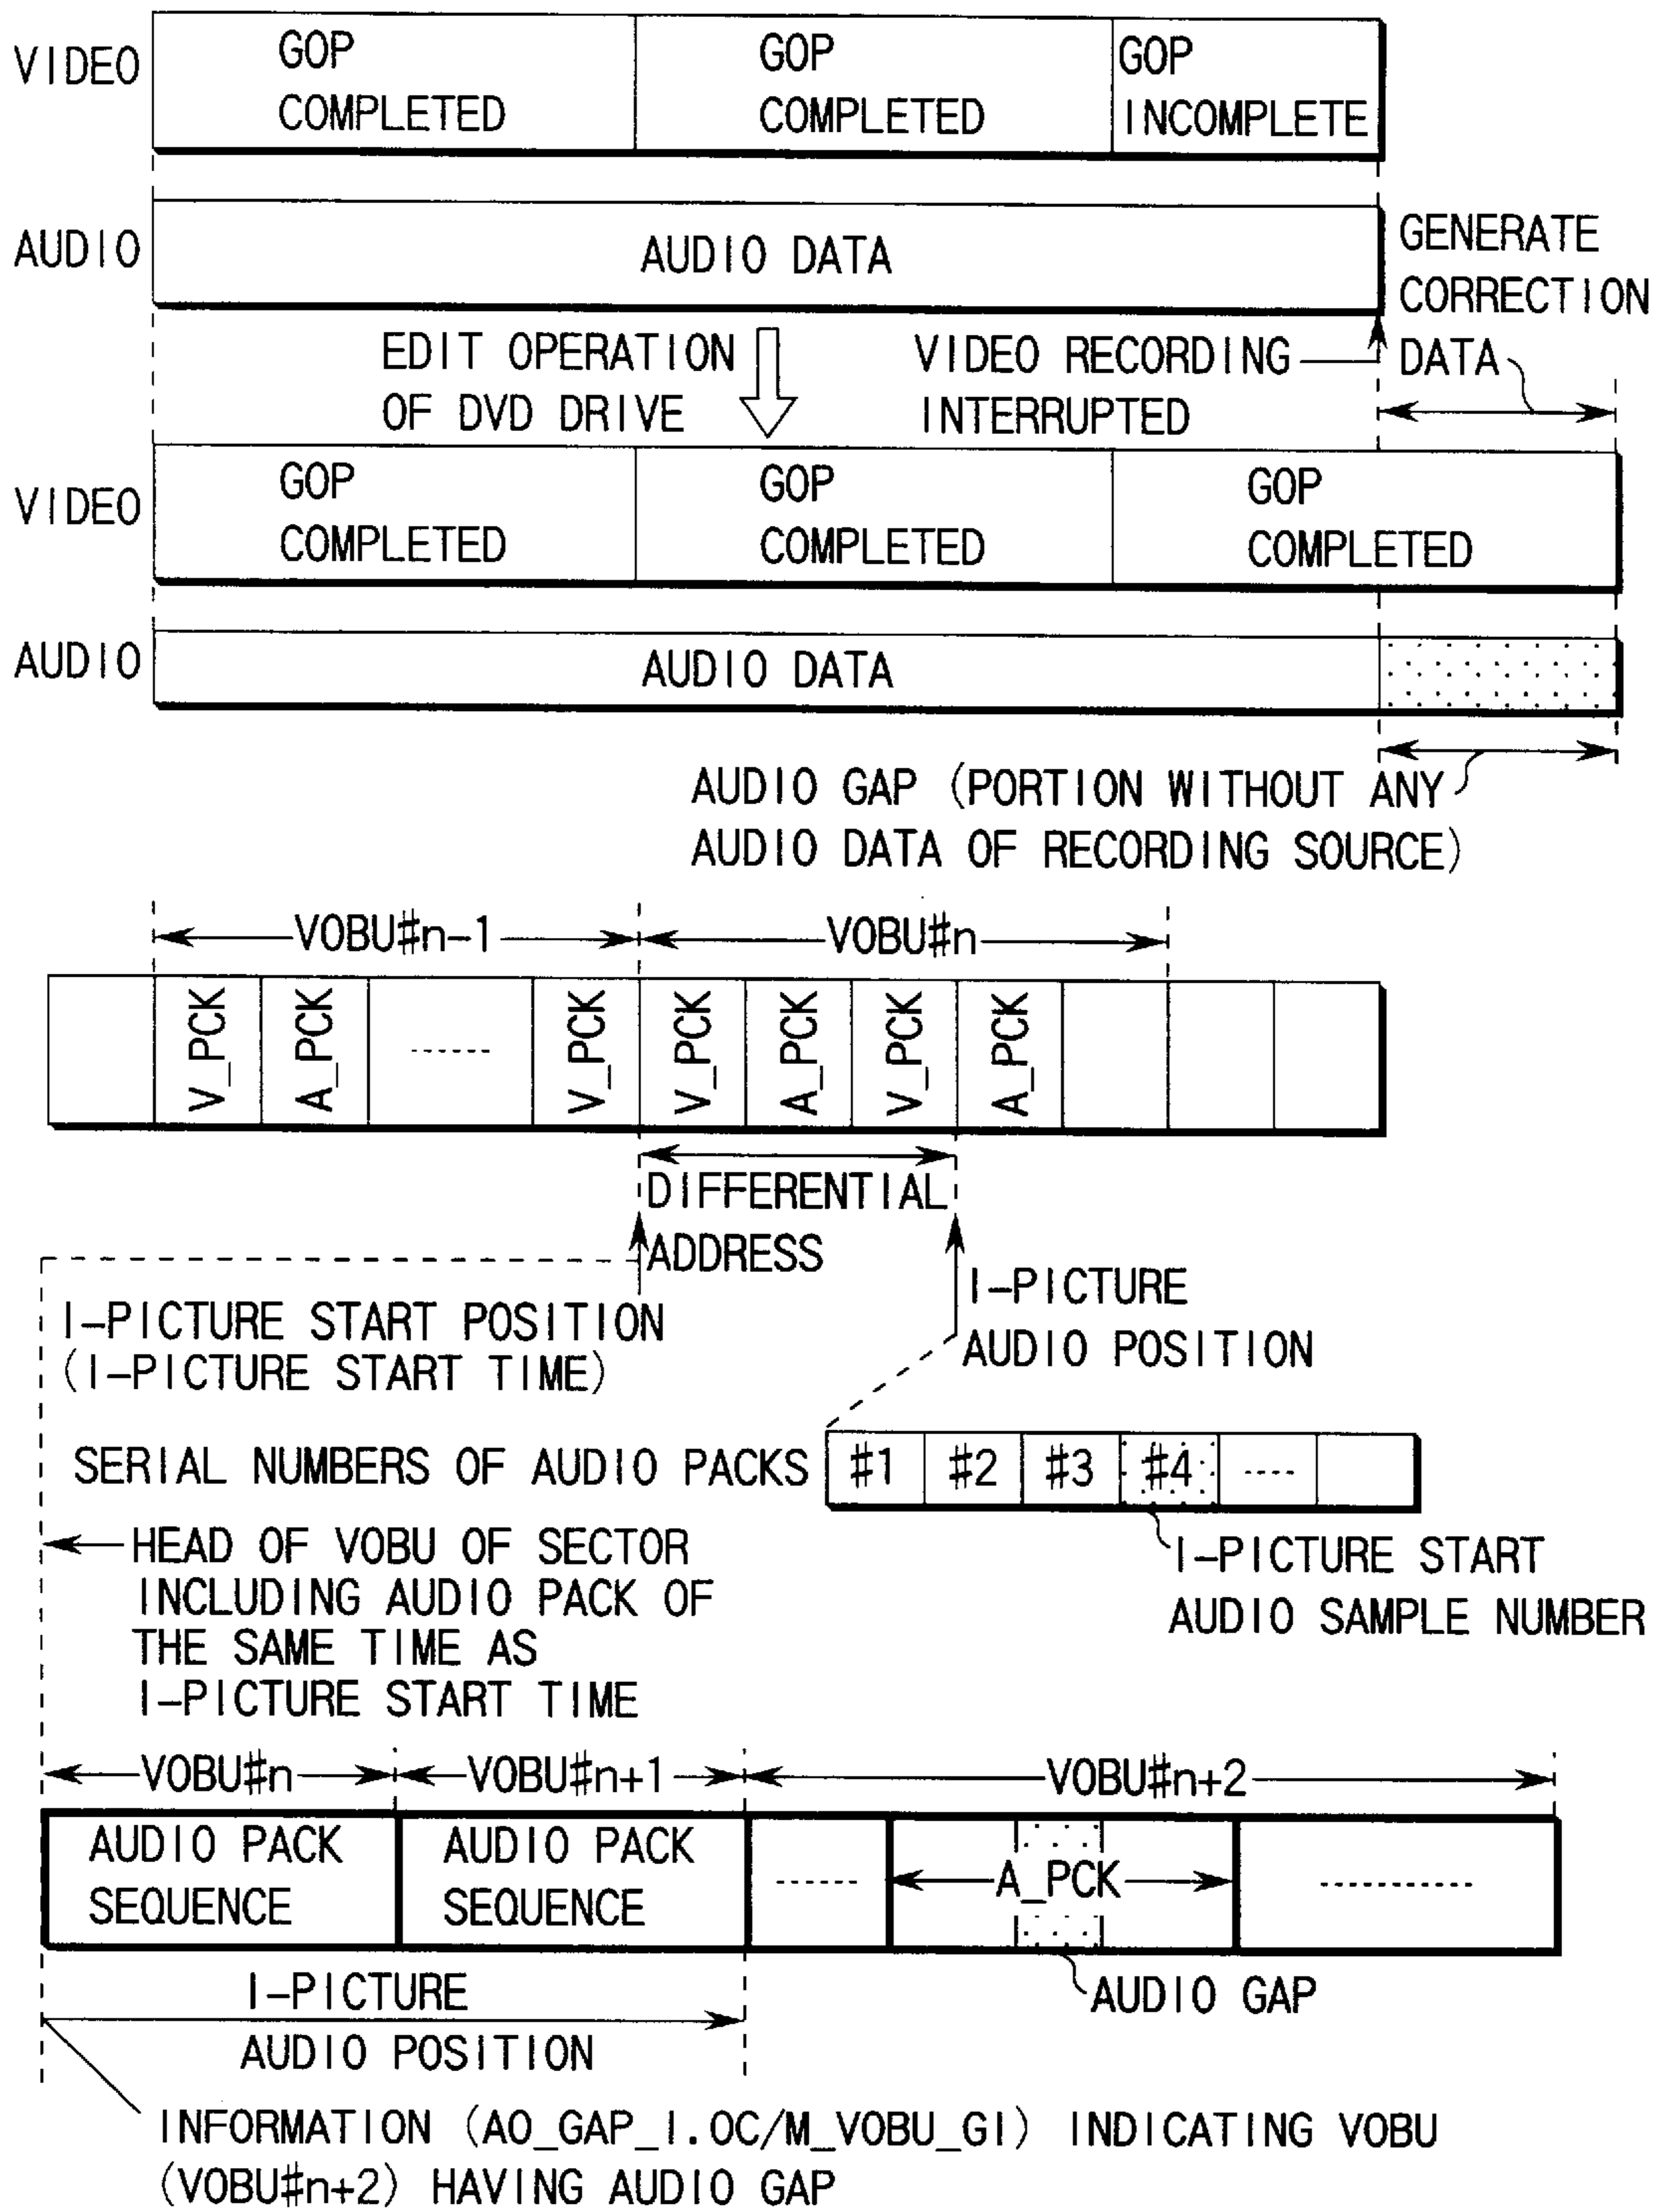 VIDEO
GOP
COMPLETED
GOP
COMPLETED
GOP
INCOMPLETE
AUDIO
AUDIO DATA
GENERATE
CORRECTION
DATA
EDIT OPERATION
OF DVD DRIVE
VIDEO RECORDING
INTERRUPTED
VIDEO
GOP
COMPLETED
GOP
COMPLETED
GOP
COMPLETED
AUDIO
AUDIO DATA
AUDIO GAP (PORTION WITHOUT ANY
AUDIO DATA OF RECORDING SOURCE)
VOBU#n-1
VOBU#n
V_PCK
A_PCK
V_PCK
V_PCK
A_PCK
V_PCK
A_PCK
DIFFERENTIAL
ADDRESS
I-PICTURE START POSITION
(I-PICTURE START TIME)
I-PICTURE
AUDIO POSITION
SERIAL NUMBERS OF AUDIO PACKS
#1
#2
#3
#4
I-PICTURE START
AUDIO SAMPLE NUMBER
HEAD OF VOBU OF SECTOR
INCLUDING AUDIO PACK OF
THE SAME TIME AS
I-PICTURE START TIME
VOBU#n
VOBU#n+1
VOBU#n+2
AUDIO PACK
SEQUENCE
AUDIO PACK
SEQUENCE
A_PCK
AUDIO GAP
I-PICTURE
AUDIO POSITION
INFORMATION (A0_GAP_I.OC/M_VOBU_GI) INDICATING VOBU
(VOBU#n+2) HAVING AUDIO GAP